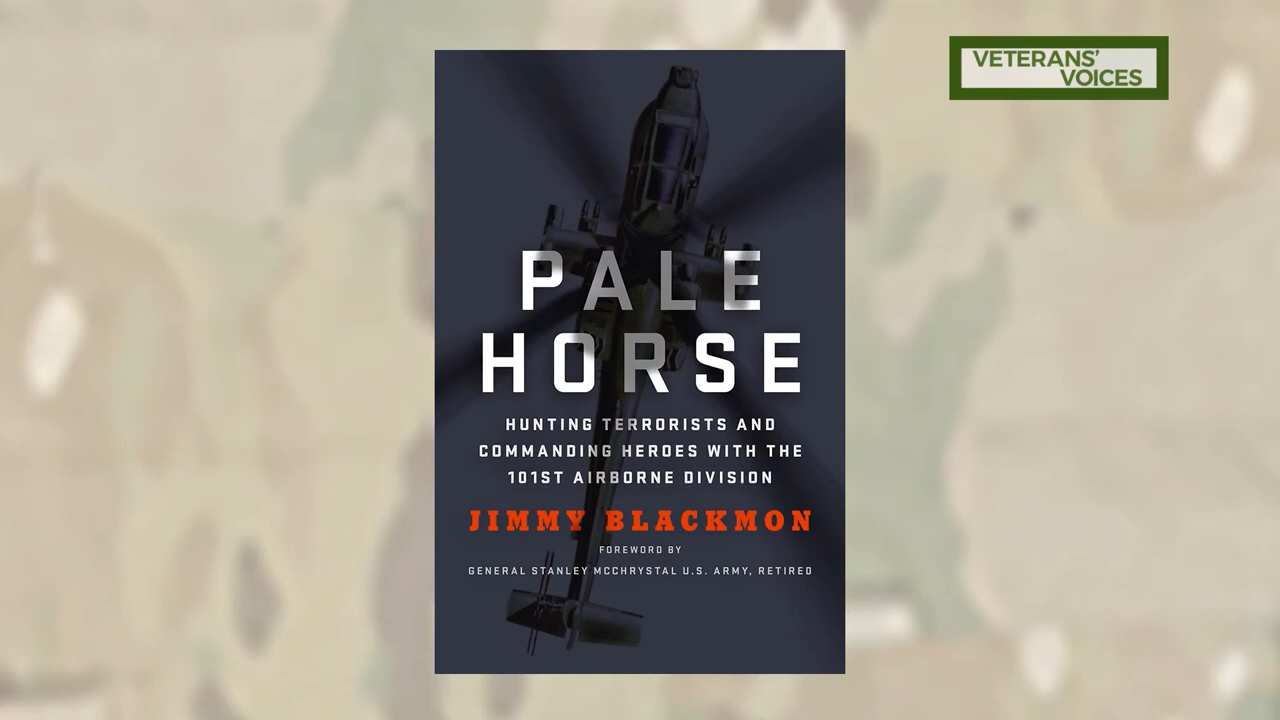 VETERANS'
VOICES
PALE
HORSE
HUNTING TERRORISTS AND
COMMANDING HEROES WITH THE
101ST AIRBORNE DIVISION
JIMMY BLACKMON
FOREWORD BY
GENERAL STANLEY MCCHRYSTAL U.S. ARMY, RETIRED